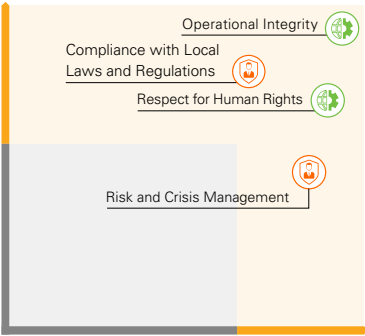 Operational Integrity
Compliance with Local
Laws and Regulations
Respect for Human Rights
Risk and Crisis Management